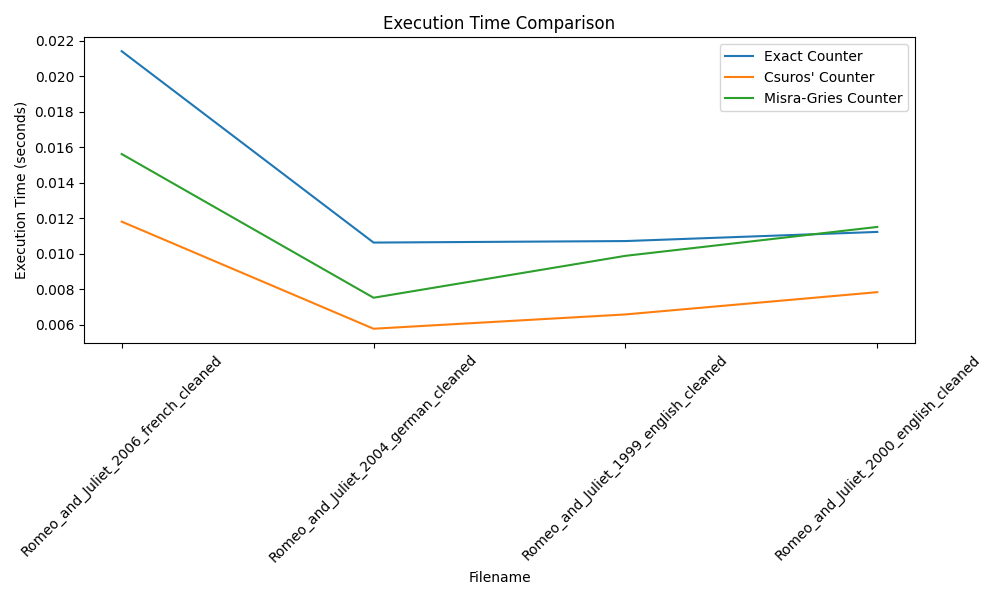 Execution Time Comparison
Exact Counter
Csuros' Counter
Misra-Gries Counter
Execution Time (seconds)
0.022
0.020
0.018
0.016
0.014
0.012
0.010
0.008
0.006
Romeo_and_Juliet_2006_french_cleaned
Romeo_and_Juliet_2004_german_cleaned
Romeo_and_Juliet_1999_english_cleaned
Romeo_and_Juliet_2000_english_cleaned
Filename